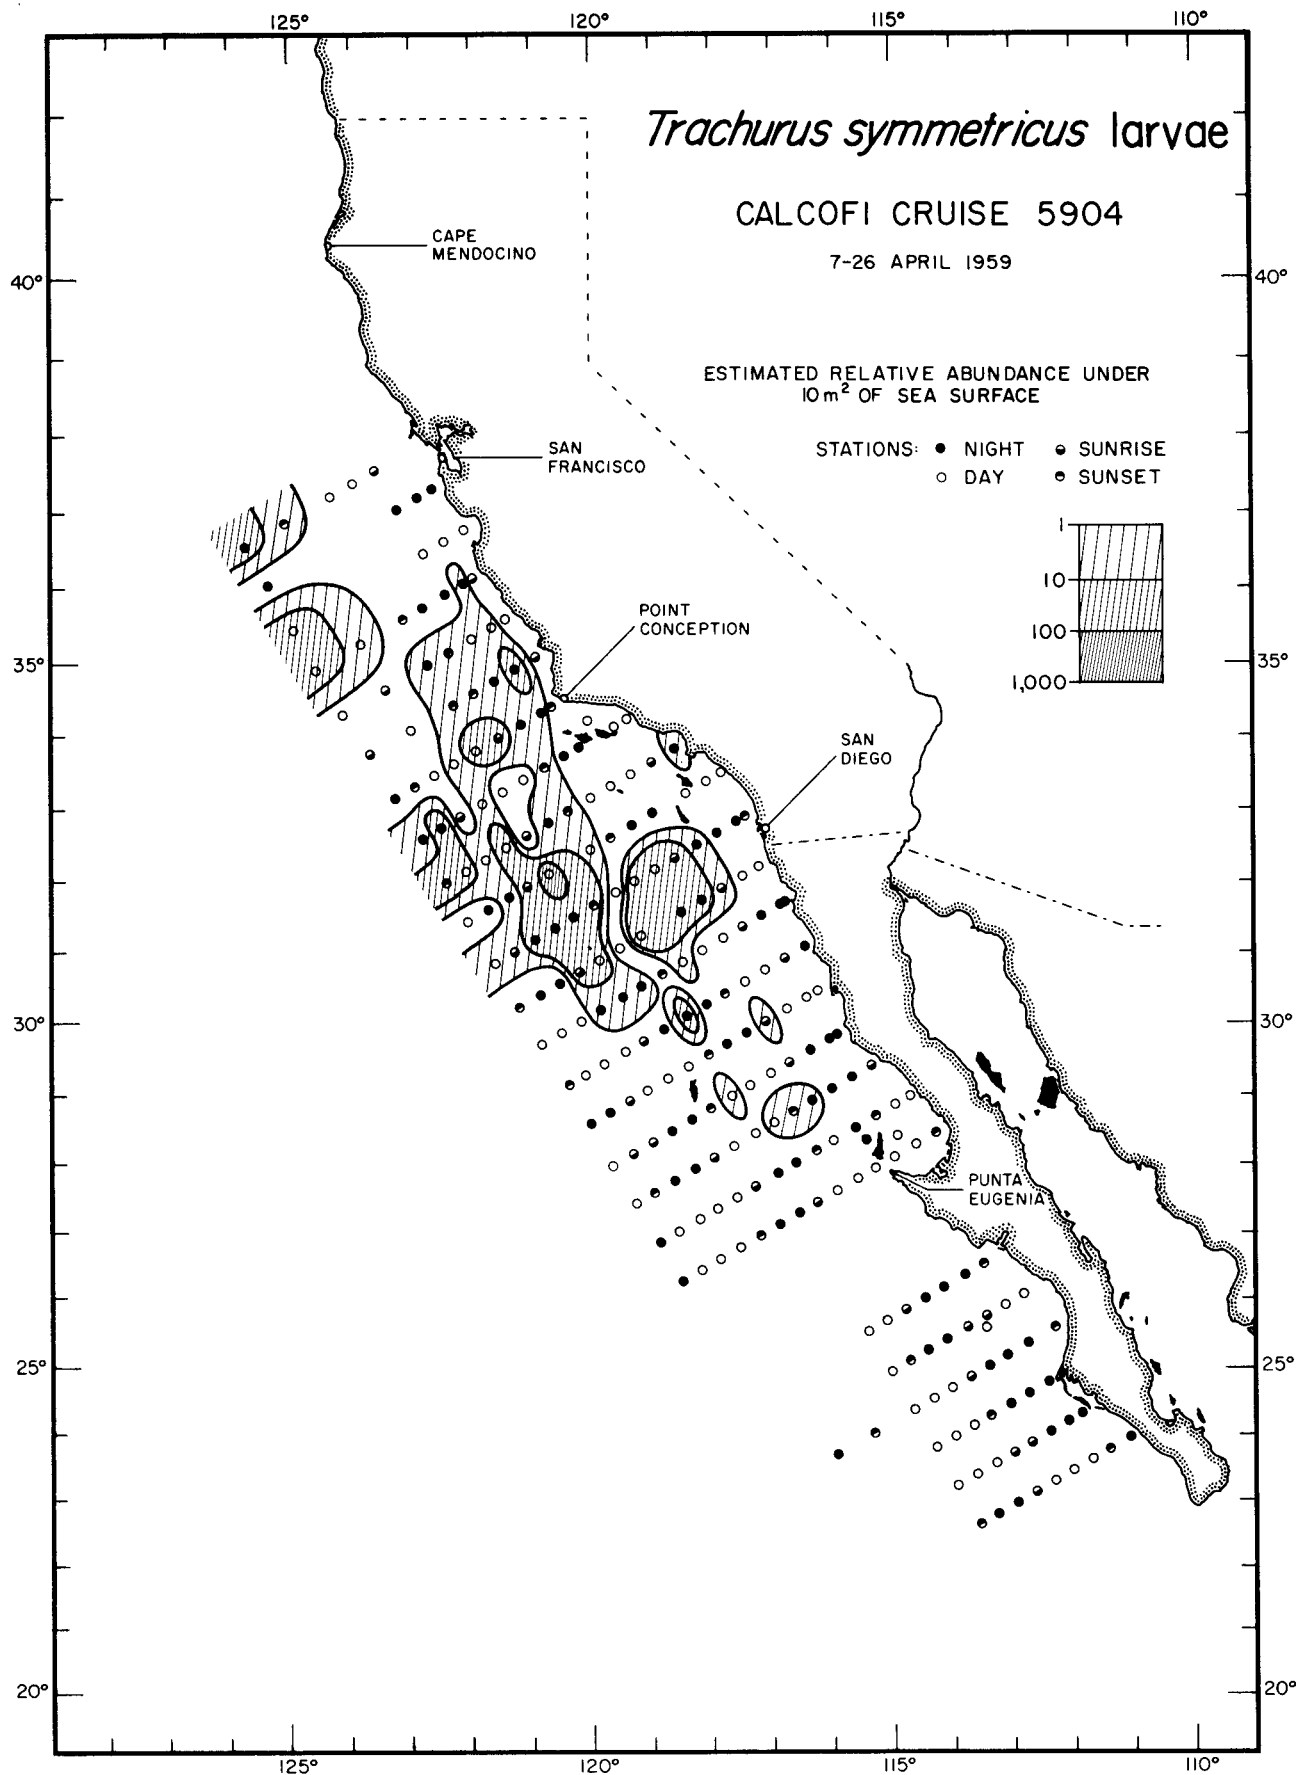 125° 120° 115° 110°
Trachurus symmetricus larvae
CALCOFI CRUISE 5904
7-26 APRIL 1959
CAPE
MENDOCINO
40° 40°
ESTIMATED RELATIVE ABUNDANCE UNDER
10 m² OF SEA SURFACE
STATIONS: NIGHT SUNRISE
DAY SUNSET
SAN
FRANCISCO
1
10
100
1,000
POINT
CONCEPTION
35° 35°
SAN
DIEGO
30° 30°
PUNTA
EUGENIA
25° 25°
20° 20°
125° 120° 115° 110°